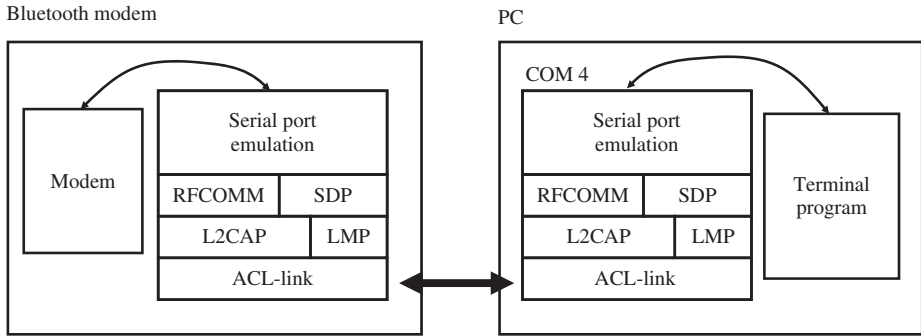 Bluetooth modem
Modem
Serial port
emulation
RFCOMM
SDP
L2CAP
LMP
ACL-link
PC
COM 4
Serial port
emulation
RFCOMM
SDP
L2CAP
LMP
ACL-link
Terminal
program